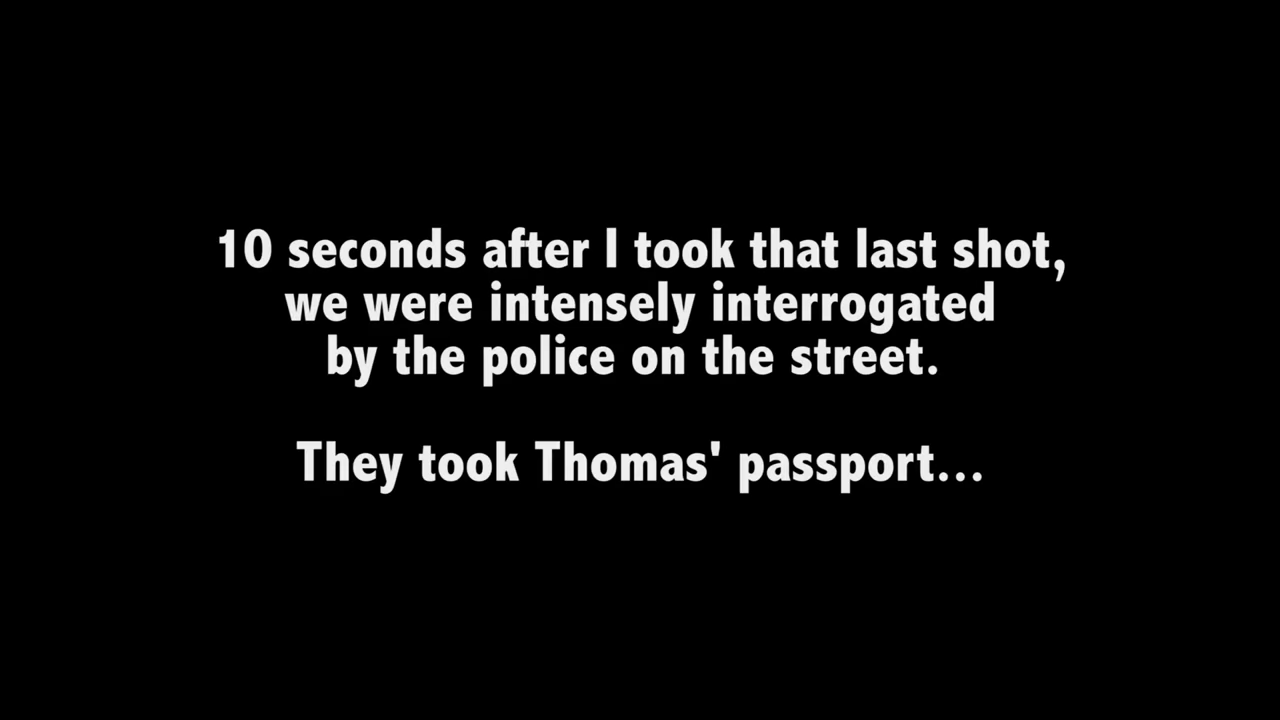 10 seconds after I took that last shot,
we were intensely interrogated
by the police on the street.
They took Thomas' passport...